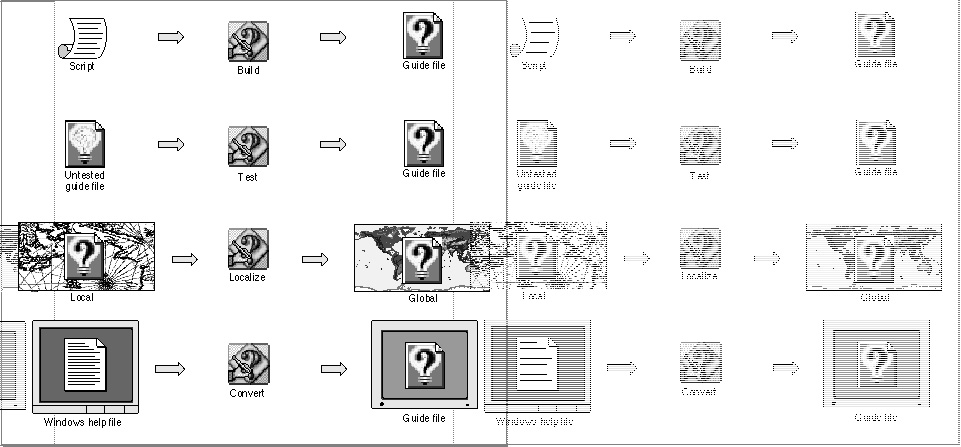 Script
Build
Guide file
Script
Build
Guide file
Untested
guide file
Test
Guide file
Untested
guide file
Test
Guide file
Local
Localize
Global
Local
Localize
Global
Windows help file
Convert
Guide file
Windows help file
Convert
Guide file